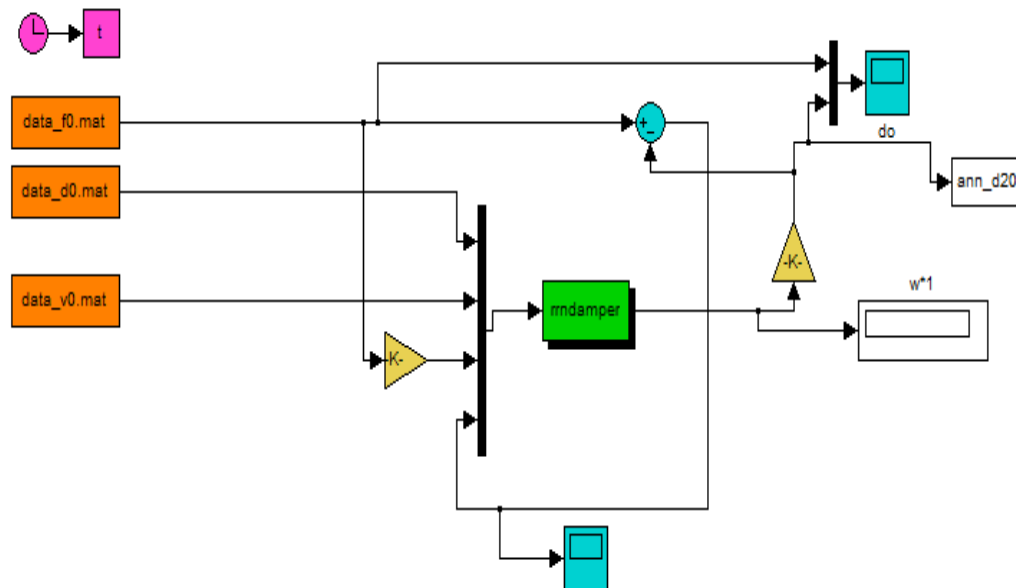 t
data_f0.mat
data_d0.mat
data_v0.mat
+
-
do
ann_d20
-K-
w*1
rrndamper
-K-